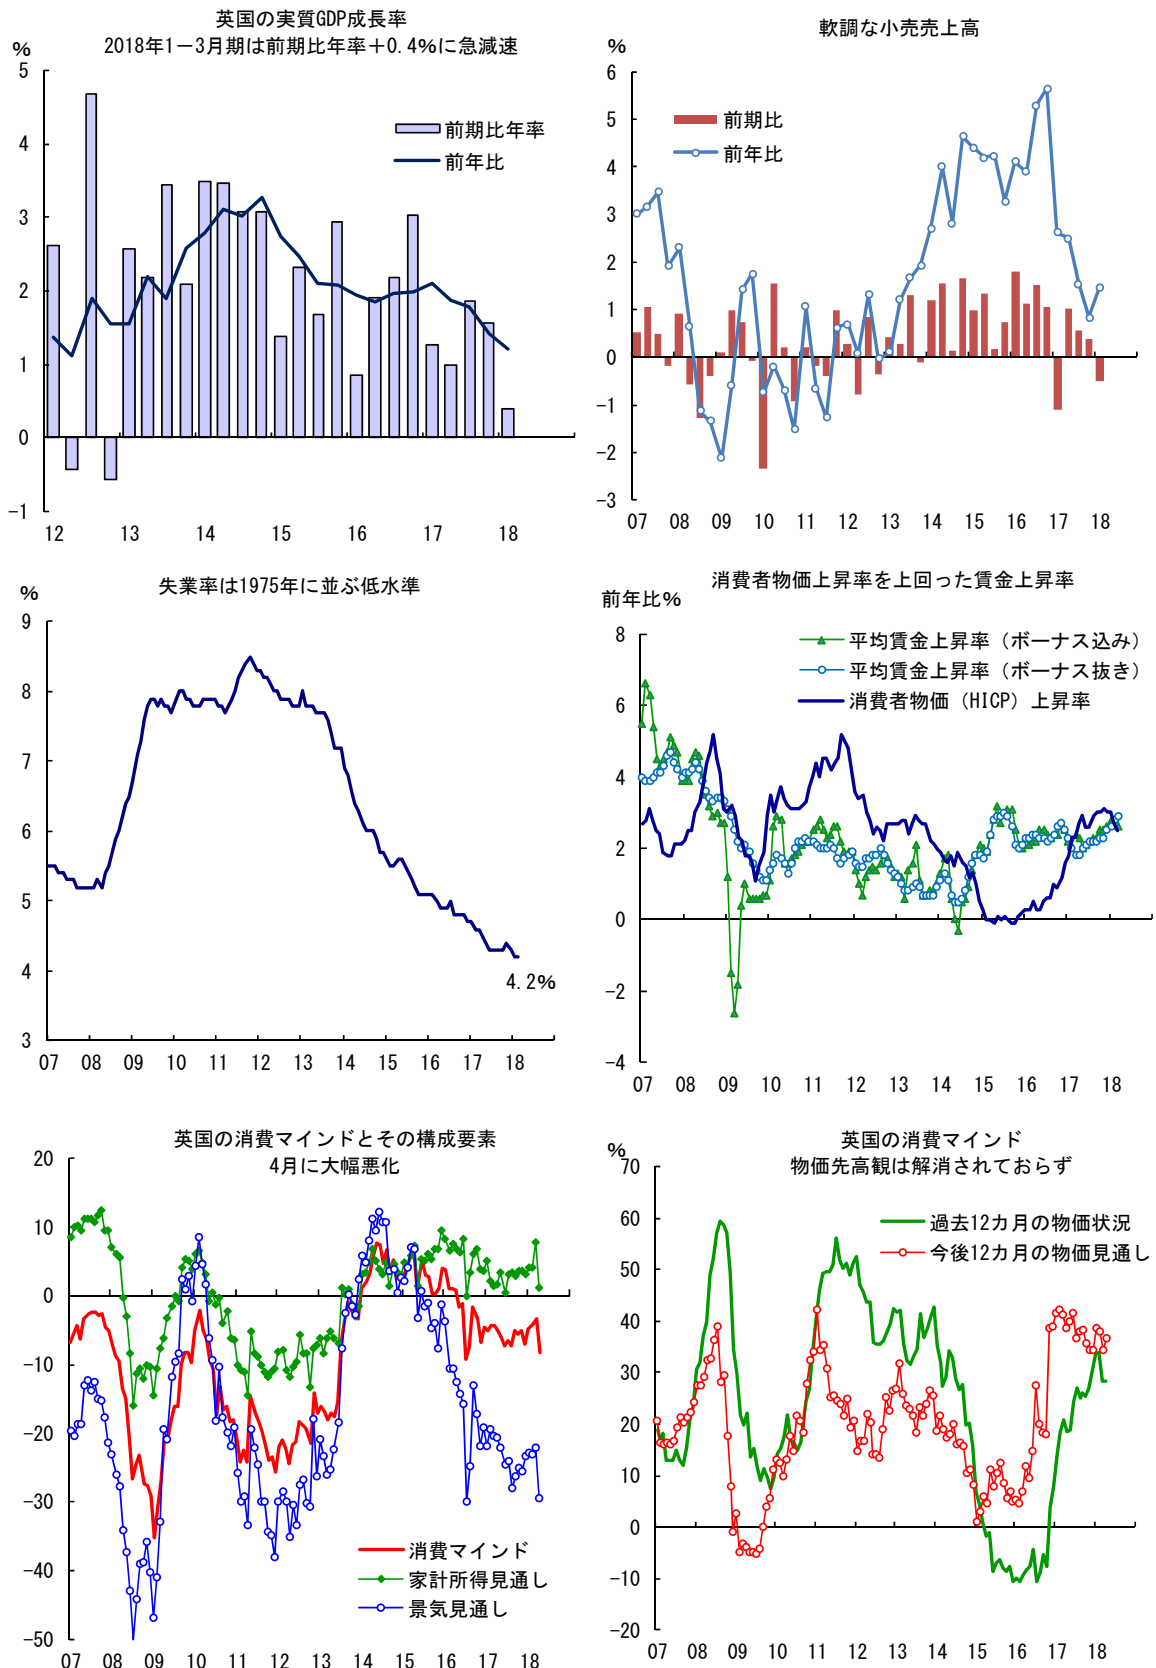 英国の実質GDP成長率
2018年1－3月期は前期比年率＋0.4%に急減速
%
5
4
3
2
1
0
−1
前期比年率
前年比
12 13 14 15 16 17 18
軟調な小売売上高
%
6
5
4
3
2
1
0
−1
−2
−3
前期比
前年比
07 08 09 10 11 12 13 14 15 16 17 18
失業率は1975年に並ぶ低水準
%
9
8
7
6
5
4
3
4.2%
07 08 09 10 11 12 13 14 15 16 17 18
消費者物価上昇率を上回った賃金上昇率
前年比%
8
6
4
2
0
−2
−4
平均賃金上昇率（ボーナス込み）
平均賃金上昇率（ボーナス抜き）
消費者物価（HICP）上昇率
07 08 09 10 11 12 13 14 15 16 17 18
英国の消費マインドとその構成要素
4月に大幅悪化
20
10
0
−10
−20
−30
−40
−50
消費マインド
家計所得見通し
景気見通し
07 08 09 10 11 12 13 14 15 16 17 18
英国の消費マインド
物価先高観は解消されておらず
%
70
60
50
40
30
20
10
0
−10
−20
過去12カ月の物価状況
今後12カ月の物価見通し
07 08 09 10 11 12 13 14 15 16 17 18